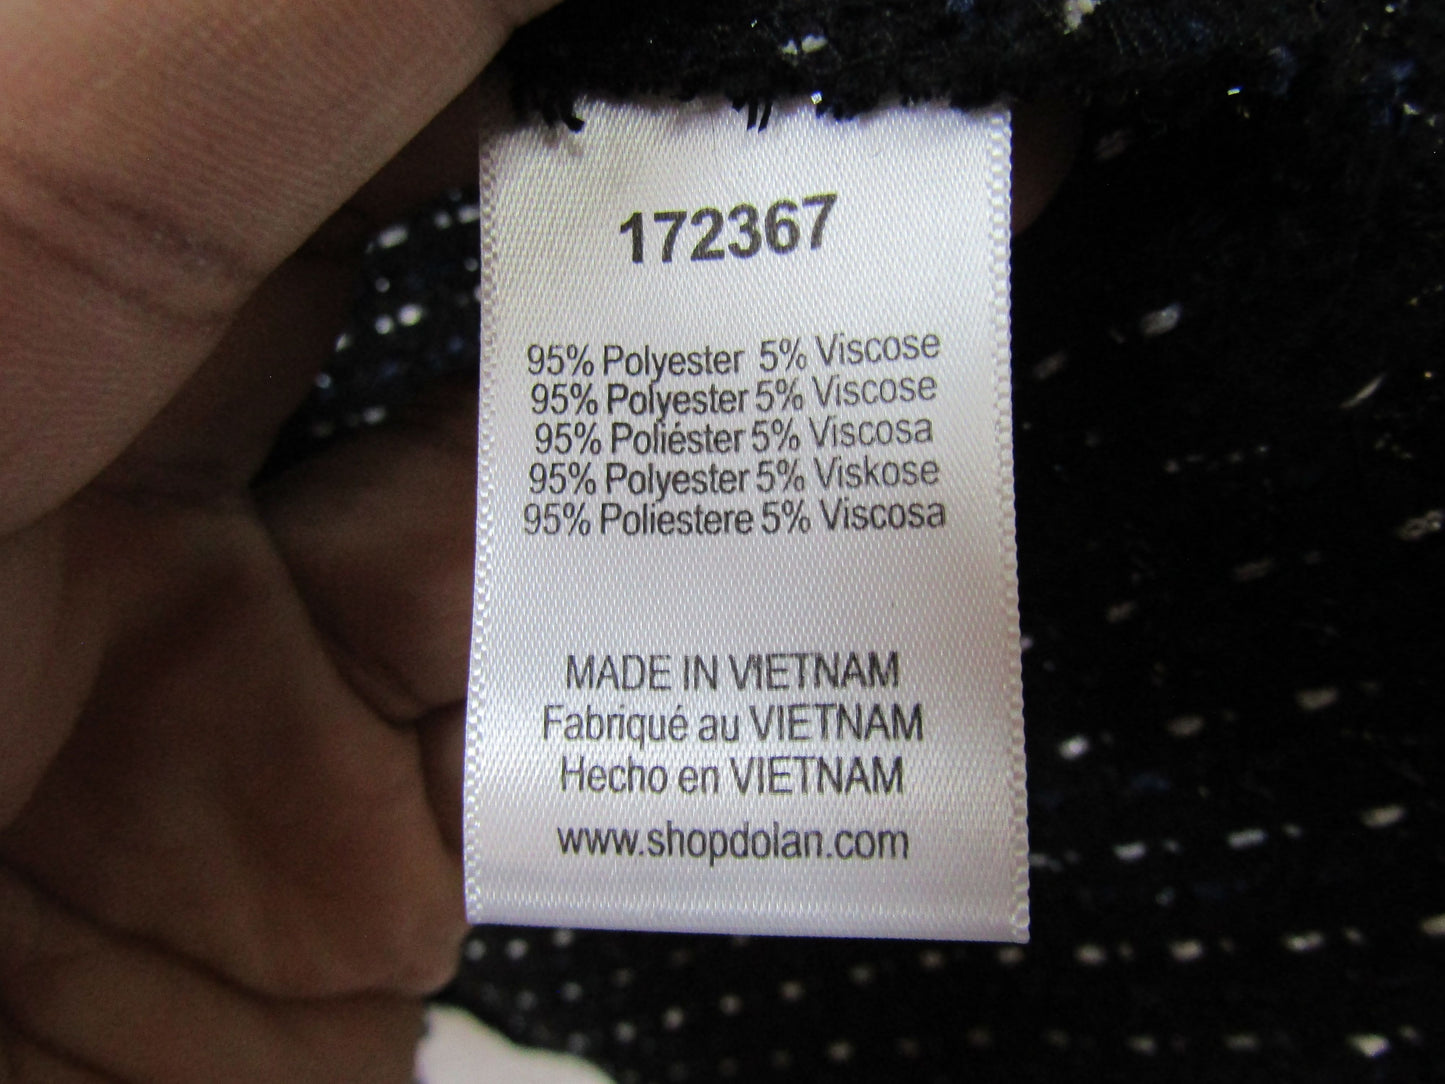 172367
95% Polyester 5% Viscose
95% Polyester 5% Viscose
95% Poliéster 5% Viscosa
95% Polyester 5% Viskose
95% Poliestere 5% Viscosa
MADE IN VIETNAM
Fabriqué au VIETNAM
Hecho en VIETNAM
www.shopdolan.com